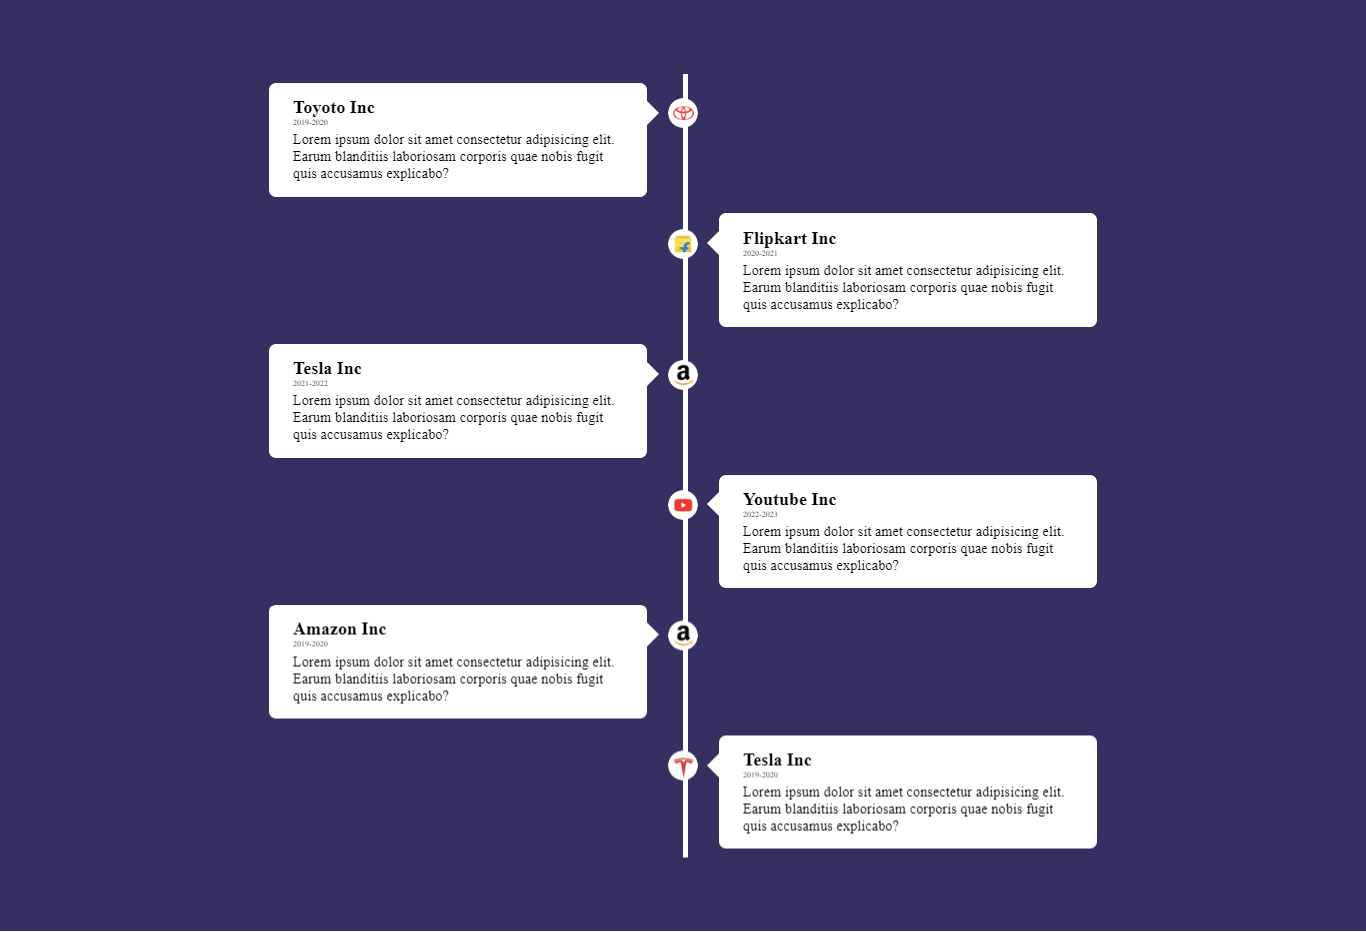 Toyoto Inc
2019-2020
Lorem ipsum dolor sit amet consectetur adipisicing elit.
Earum blanditiis laboriosam corporis quae nobis fugit
quis accusamus explicabo?
Flipkart Inc
2020-2021
Lorem ipsum dolor sit amet consectetur adipisicing elit.
Earum blanditiis laboriosam corporis quae nobis fugit
quis accusamus explicabo?
Tesla Inc
2021-2022
Lorem ipsum dolor sit amet consectetur adipisicing elit.
Earum blanditiis laboriosam corporis quae nobis fugit
quis accusamus explicabo?
a
Youtube Inc
2022-2023
Lorem ipsum dolor sit amet consectetur adipisicing elit.
Earum blanditiis laboriosam corporis quae nobis fugit
quis accusamus explicabo?
Amazon Inc
2019-2020
Lorem ipsum dolor sit amet consectetur adipisicing elit.
Earum blanditiis laboriosam corporis quae nobis fugit
quis accusamus explicabo?
a
Tesla Inc
2019-2020
Lorem ipsum dolor sit amet consectetur adipisicing elit.
Earum blanditiis laboriosam corporis quae nobis fugit
quis accusamus explicabo?